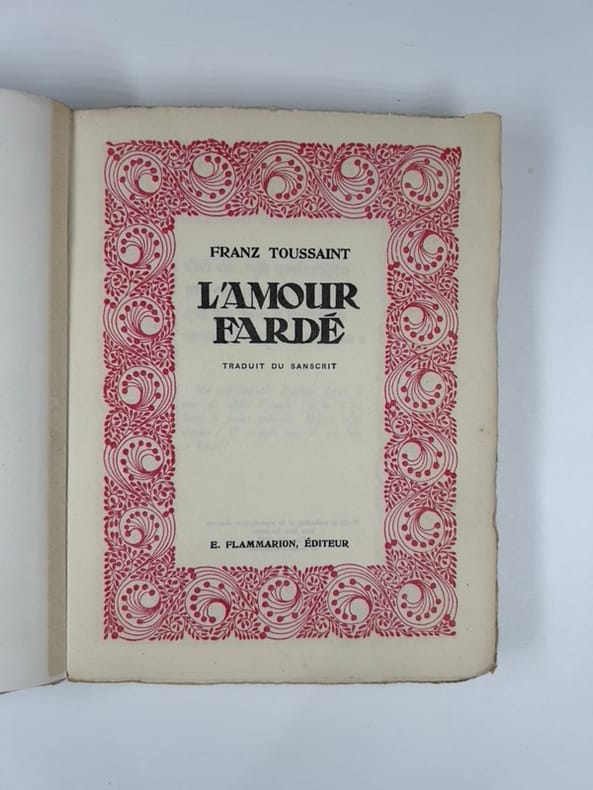 FRANZ TOUSSAINT
L'AMOUR
FARDÉ
TRADUIT DU SANSCRIT
E. FLAMMARION, ÉDITEUR